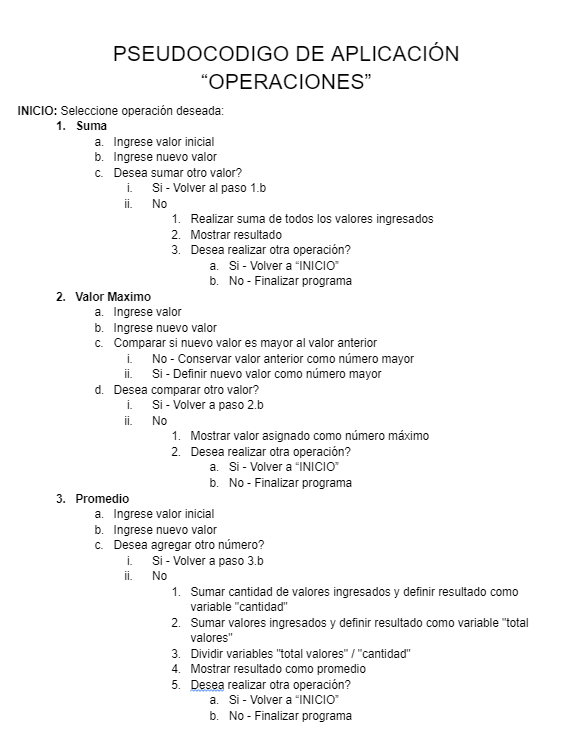 PSEUDOCODIGO DE APLICACIÓN
“OPERACIONES”
INICIO: Seleccione operación deseada:
1. Suma
a. Ingrese valor inicial
b. Ingrese nuevo valor
c. Desea sumar otro valor?
i. Si - Volver al paso 1.b
ii. No
1. Realizar suma de todos los valores ingresados
2. Mostrar resultado
3. Desea realizar otra operación?
a. Si - Volver a “INICIO”
b. No - Finalizar programa
2. Valor Maximo
a. Ingrese valor
b. Ingrese nuevo valor
c. Comparar si nuevo valor es mayor al valor anterior
i. No - Conservar valor anterior como número mayor
ii. Si - Definir nuevo valor como número mayor
d. Desea comparar otro valor?
i. Si - Volver a paso 2.b
ii. No
1. Mostrar valor asignado como número máximo
2. Desea realizar otra operación?
a. Si - Volver a “INICIO”
b. No - Finalizar programa
3. Promedio
a. Ingrese valor inicial
b. Ingrese nuevo valor
c. Desea agregar otro número?
i. Si - Volver a paso 3.b
ii. No
1. Sumar cantidad de valores ingresados y definir resultado como
variable "cantidad"
2. Sumar valores ingresados y definir resultado como variable "total
valores"
3. Dividir variables "total valores" / "cantidad"
4. Mostrar resultado como promedio
5. Desea realizar otra operación?
a. Si - Volver a “INICIO”
b. No - Finalizar programa